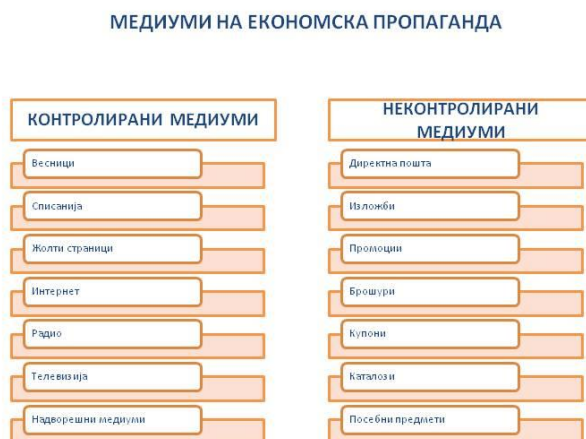 МЕДИУМИ НА ЕКОНОМСКА ПРОПАГАНДА
КОНТРОЛИРАНИ МЕДИУМИ
Весници
Списанија
Жолти страници
Интернет
Радио
Телевизија
Надворешни медиуми
НЕКОНТРОЛИРАНИ
МЕДИУМИ
Директна пошта
Изложби
Промоции
Брошури
Купони
Каталози
Посебни предмети